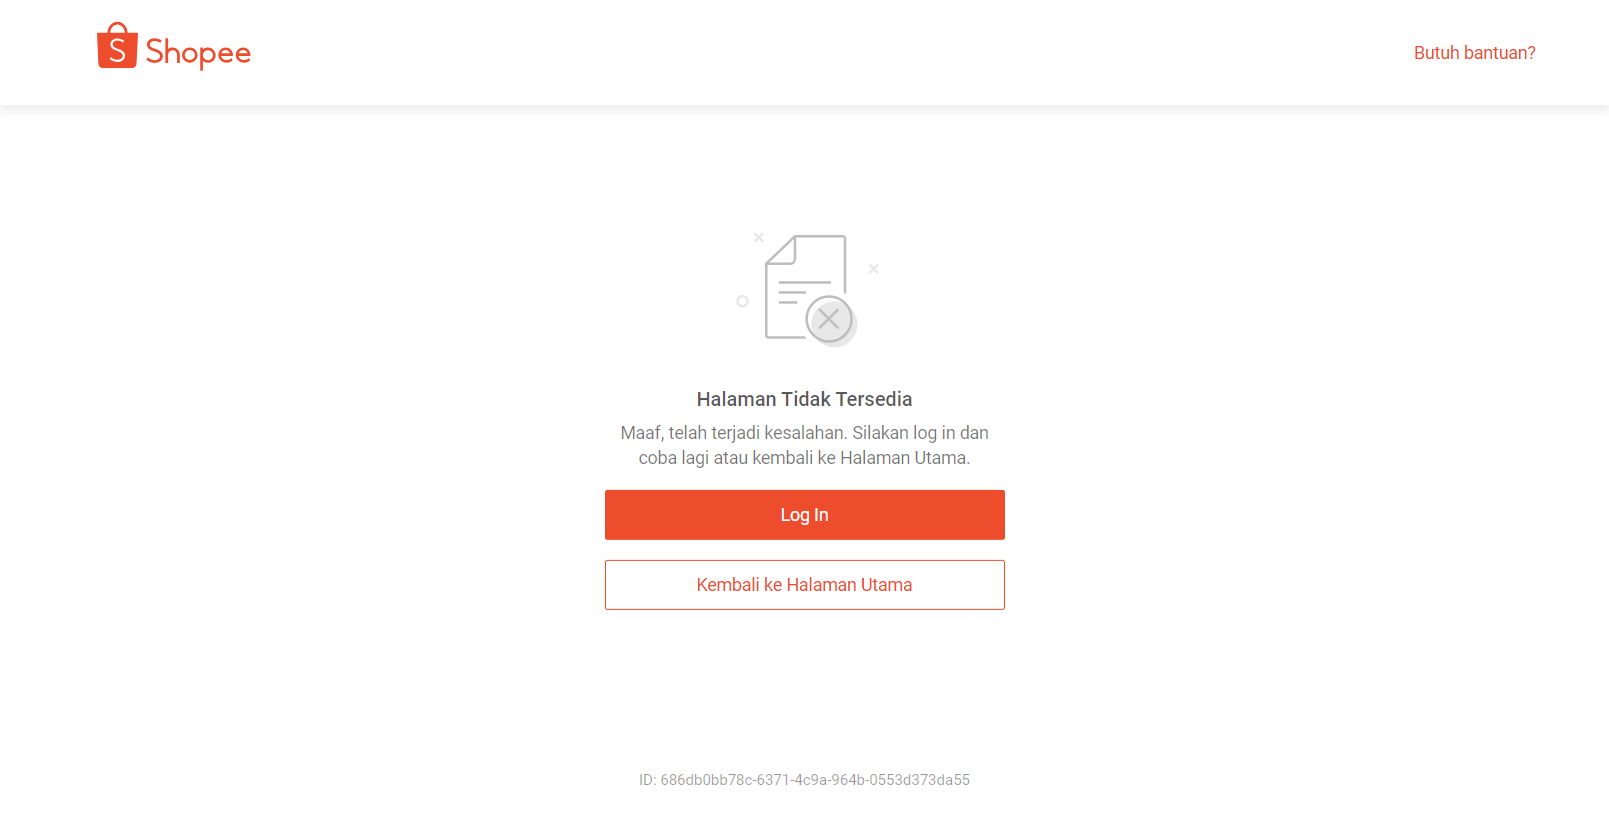 Shopee
Butuh bantuan?
Halaman Tidak Tersedia
Maaf, telah terjadi kesalahan. Silakan log in dan
coba lagi atau kembali ke Halaman Utama.
Log In
Kembali ke Halaman Utama
ID: 686db0bb78c-6371-4c9a-964b-0553d373da55